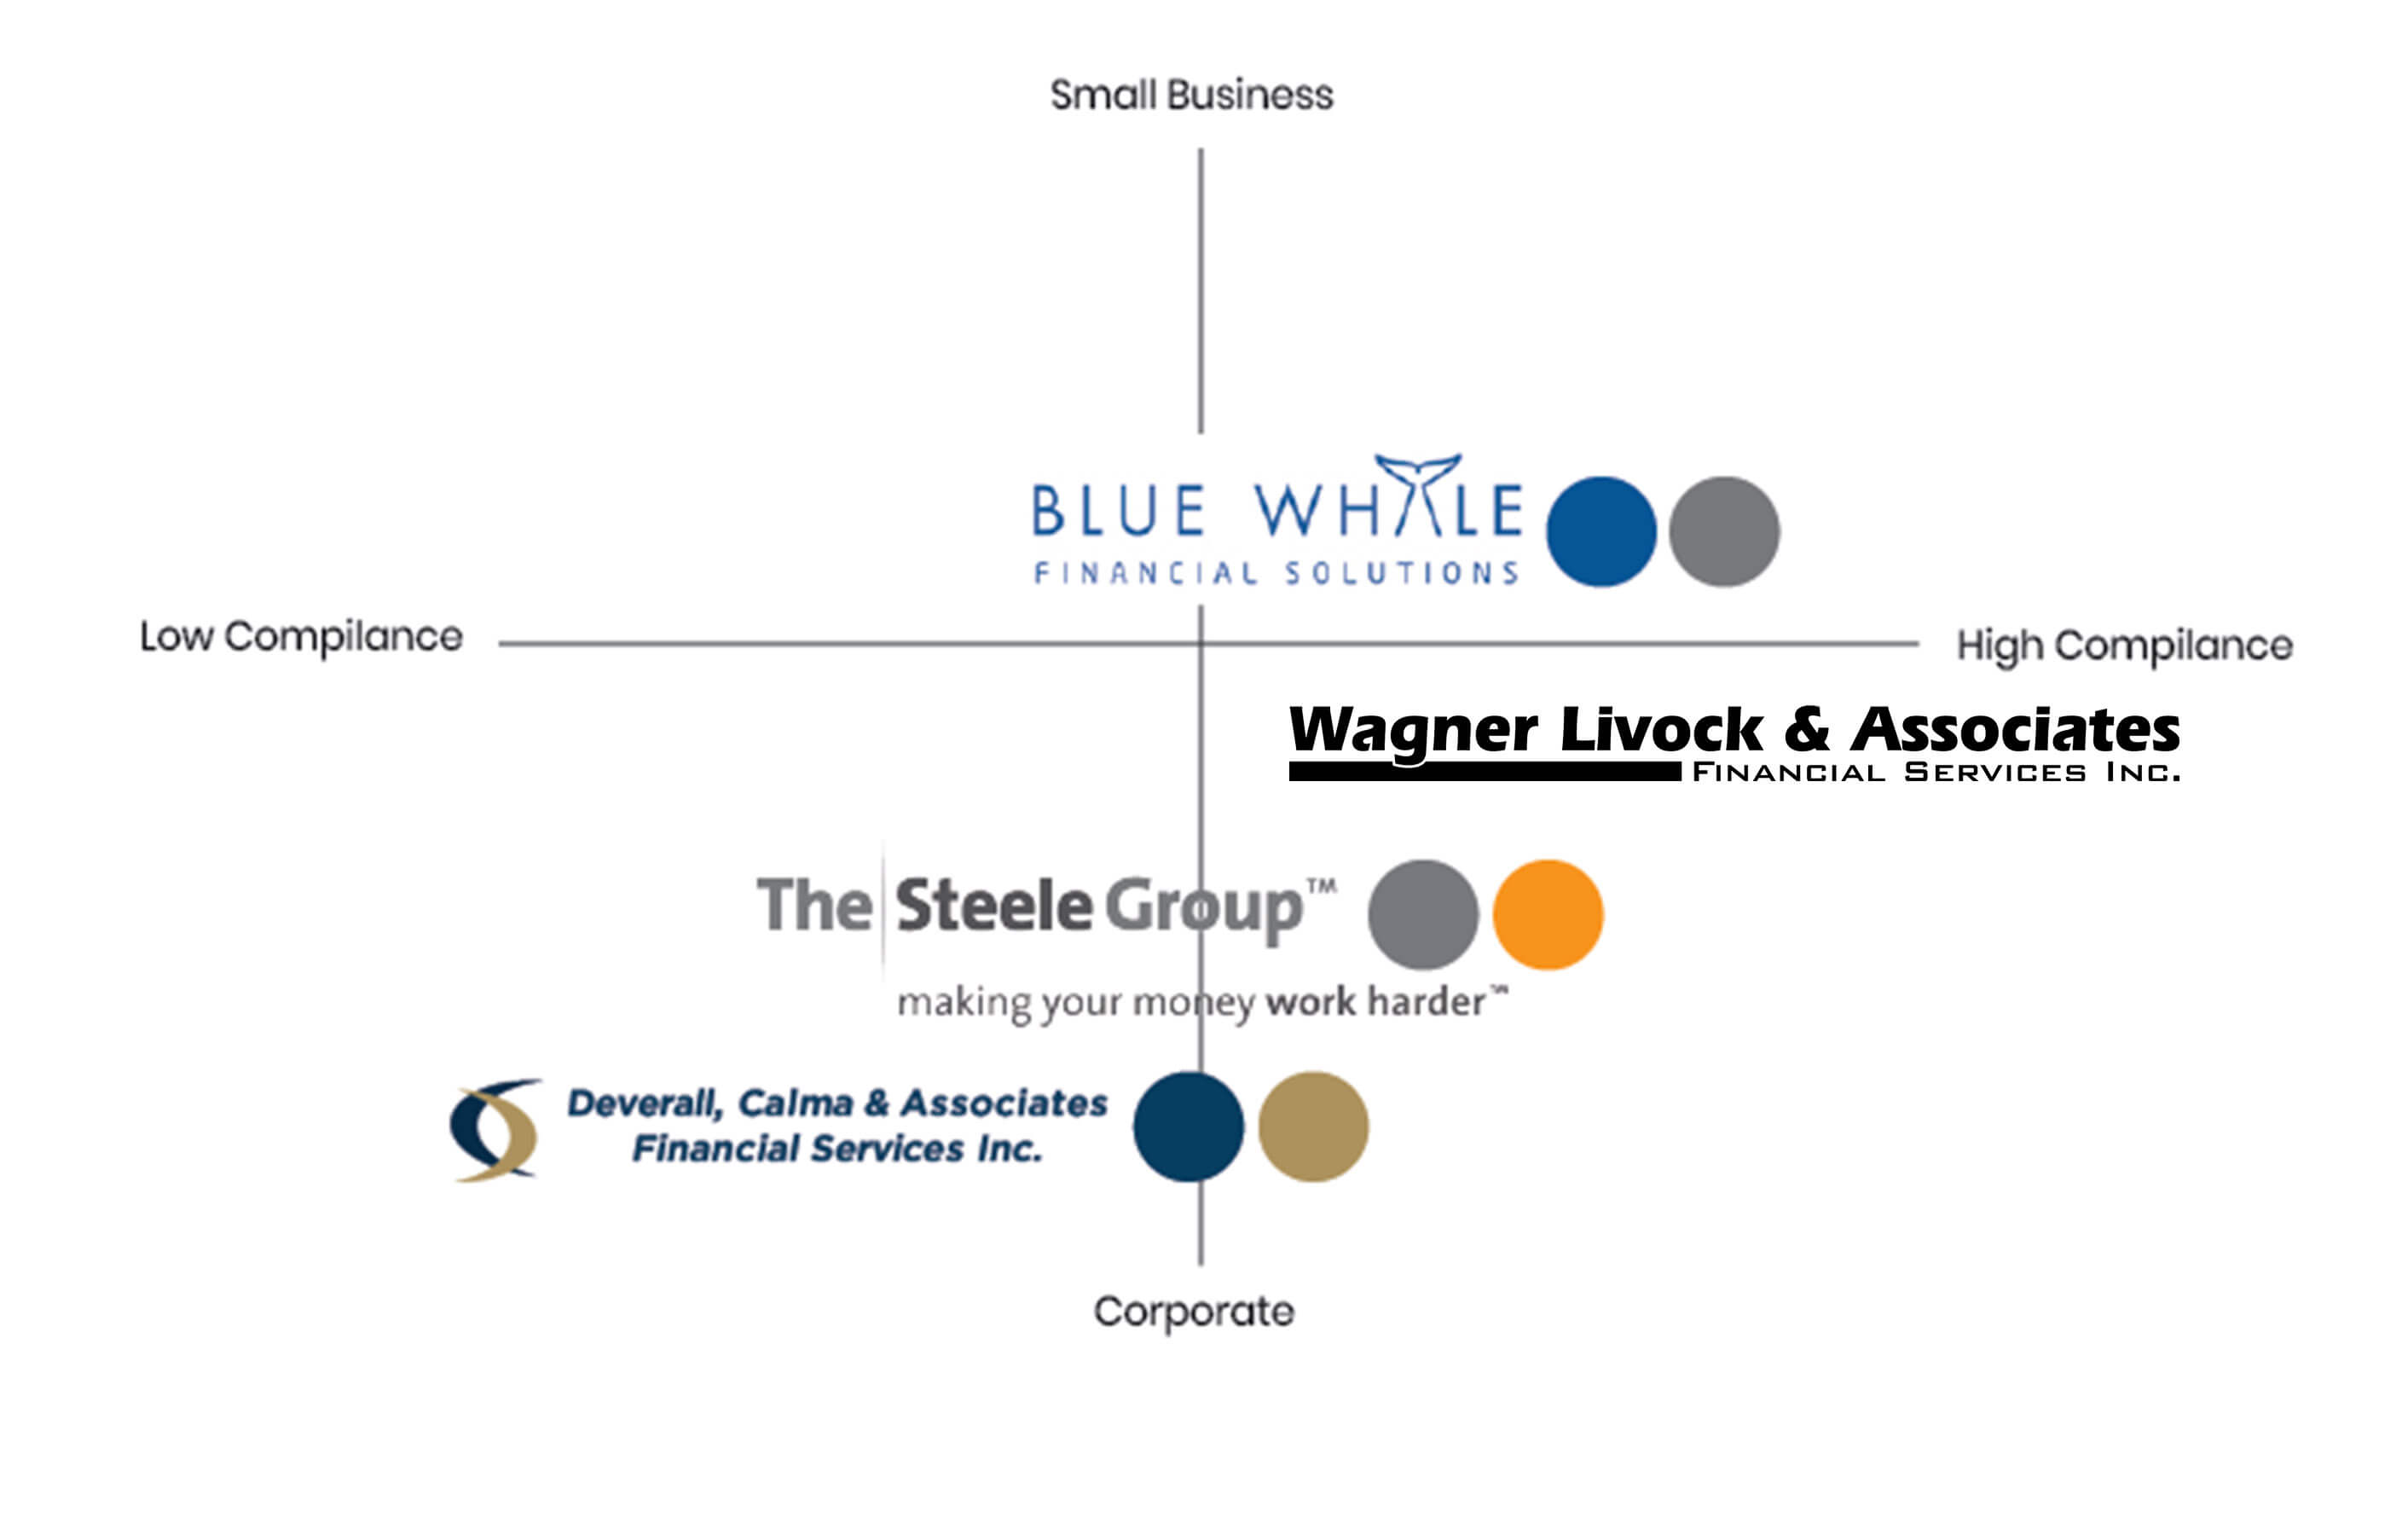 Small Business
BLUE WHALE
FINANCIAL SOLUTIONS
Low Compilance
High Compilance
Wagner Livock & Associates
Financial Services Inc.
The Steele Group™
making your money work harder™
Deverall, Calma & Associates
Financial Services Inc.
Corporate